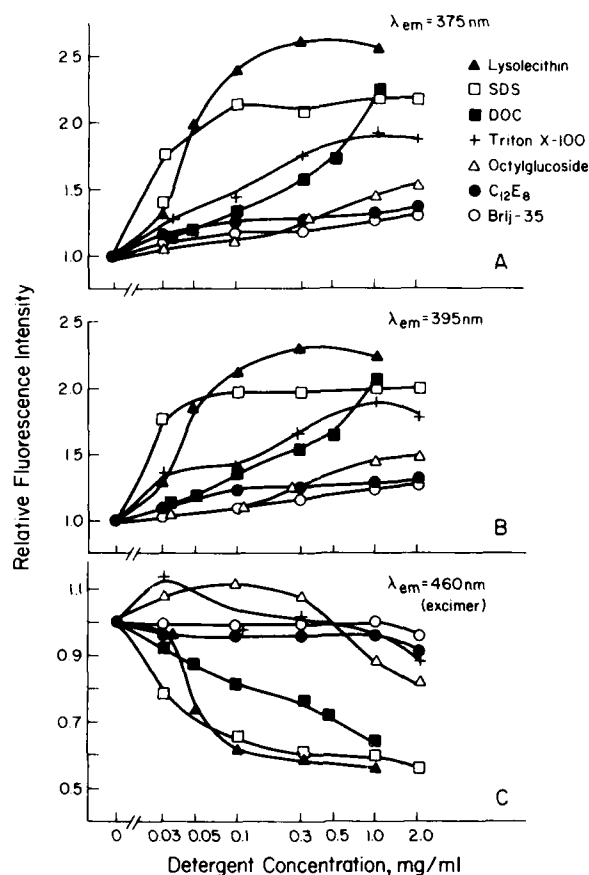 λem = 375 nm
2.5
2.0
1.5
1.0
▲ Lysolecithin
□ SDS
■ DOC
+ Triton X-100
△ Octylglucoside
● C₁₂E₈
○ Brij-35
A
λem = 395 nm
2.5
2.0
1.5
1.0
B
Relative Fluorescence Intensity
λem = 460 nm
(excimer)
1.1
0.9
0.7
0.5
C
0 0.03 0.05 0.1 0.3 0.5 1.0 2.0
Detergent Concentration, mg/ml